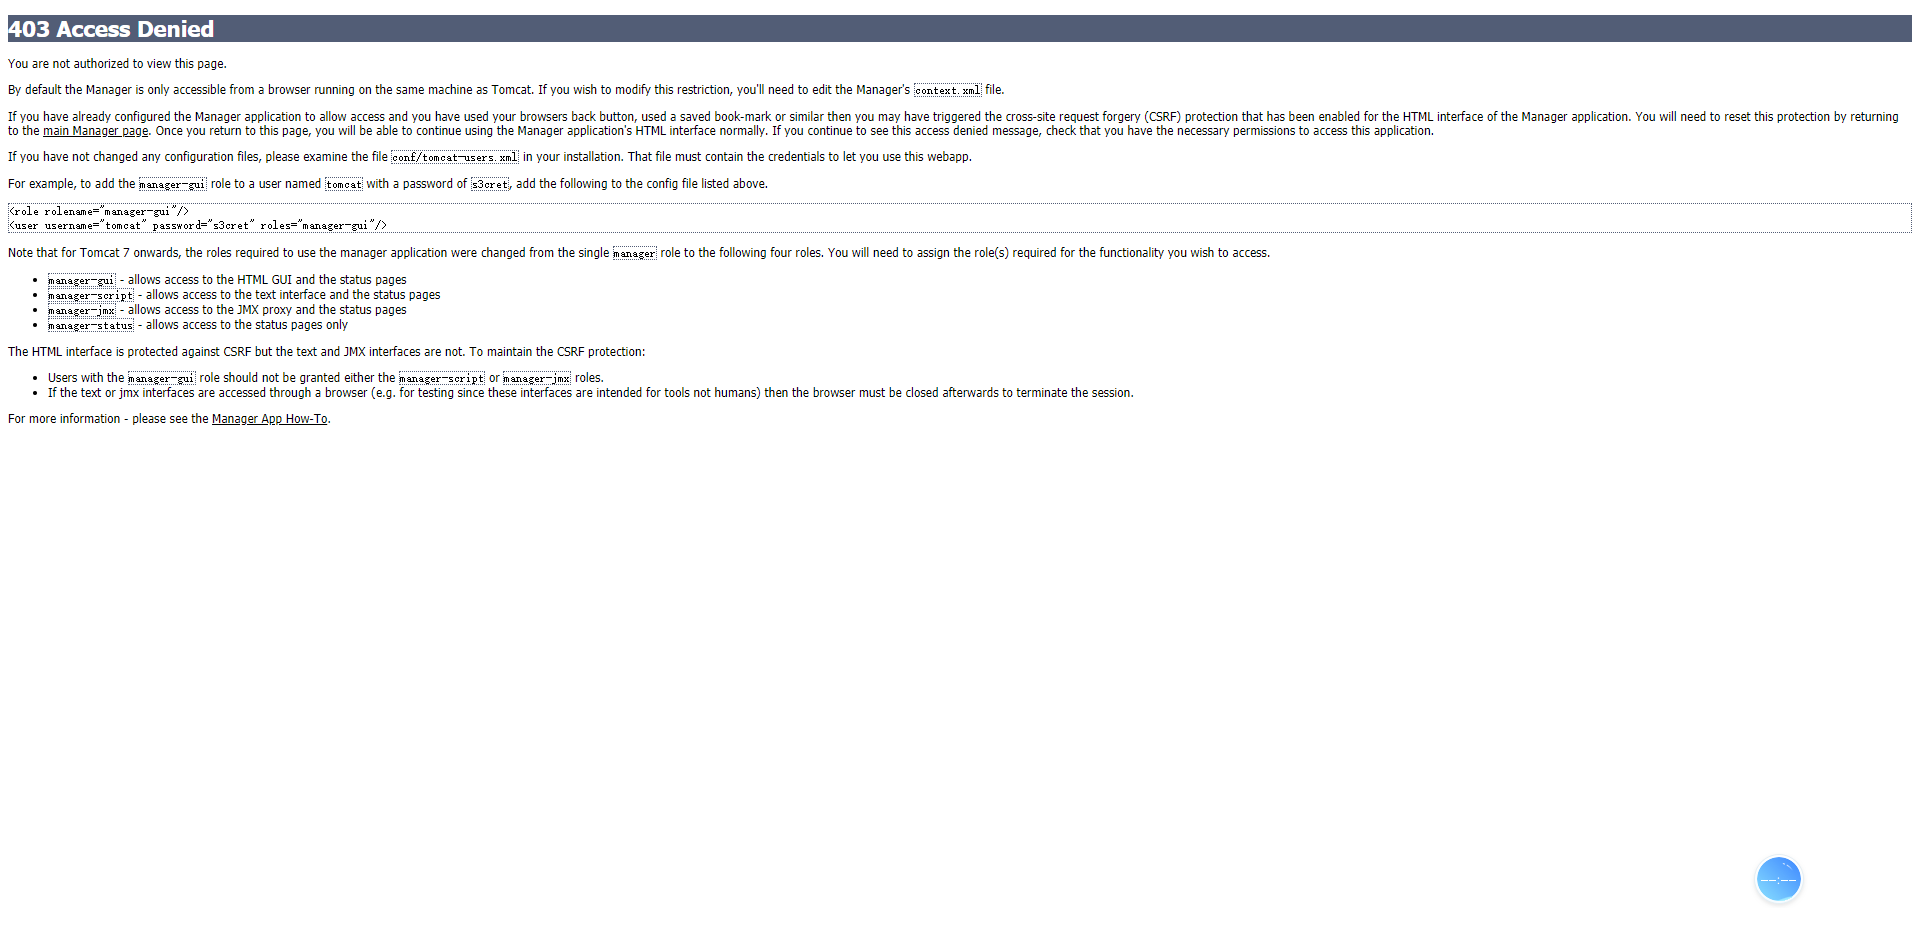 403 Access Denied
You are not authorized to view this page.
By default the Manager is only accessible from a browser running on the same machine as Tomcat. If you wish to modify this restriction, you'll need to edit the Manager's context.xml file.
If you have already configured the Manager application to allow access and you have used your browsers back button, used a saved book-mark or similar then you may have triggered the cross-site request forgery (CSRF) protection that has been enabled for the HTML interface of the Manager application. You will need to reset this protection by returning
to the main Manager page. Once you return to this page, you will be able to continue using the Manager application's HTML interface normally. If you continue to see this access denied message, check that you have the necessary permissions to access this application.
If you have not changed any configuration files, please examine the file conf/tomcat-users.xml in your installation. That file must contain the credentials to let you use this webapp.
For example, to add the manager-gui role to a user named tomcat with a password of s3cret, add the following to the config file listed above.
<role rolename="manager-gui"/>
<user username="tomcat" password="s3cret" roles="manager-gui"/>
Note that for Tomcat 7 onwards, the roles required to use the manager application were changed from the single manager role to the following four roles. You will need to assign the role(s) required for the functionality you wish to access.
• manager-gui - allows access to the HTML GUI and the status pages
• manager-script - allows access to the text interface and the status pages
• manager-jmx - allows access to the JMX proxy and the status pages
• manager-status - allows access to the status pages only
The HTML interface is protected against CSRF but the text and JMX interfaces are not. To maintain the CSRF protection:
• Users with the manager-gui role should not be granted either the manager-script or manager-jmx roles.
• If the text or jmx interfaces are accessed through a browser (e.g. for testing since these interfaces are intended for tools not humans) then the browser must be closed afterwards to terminate the session.
For more information - please see the Manager App How-To.
--:--